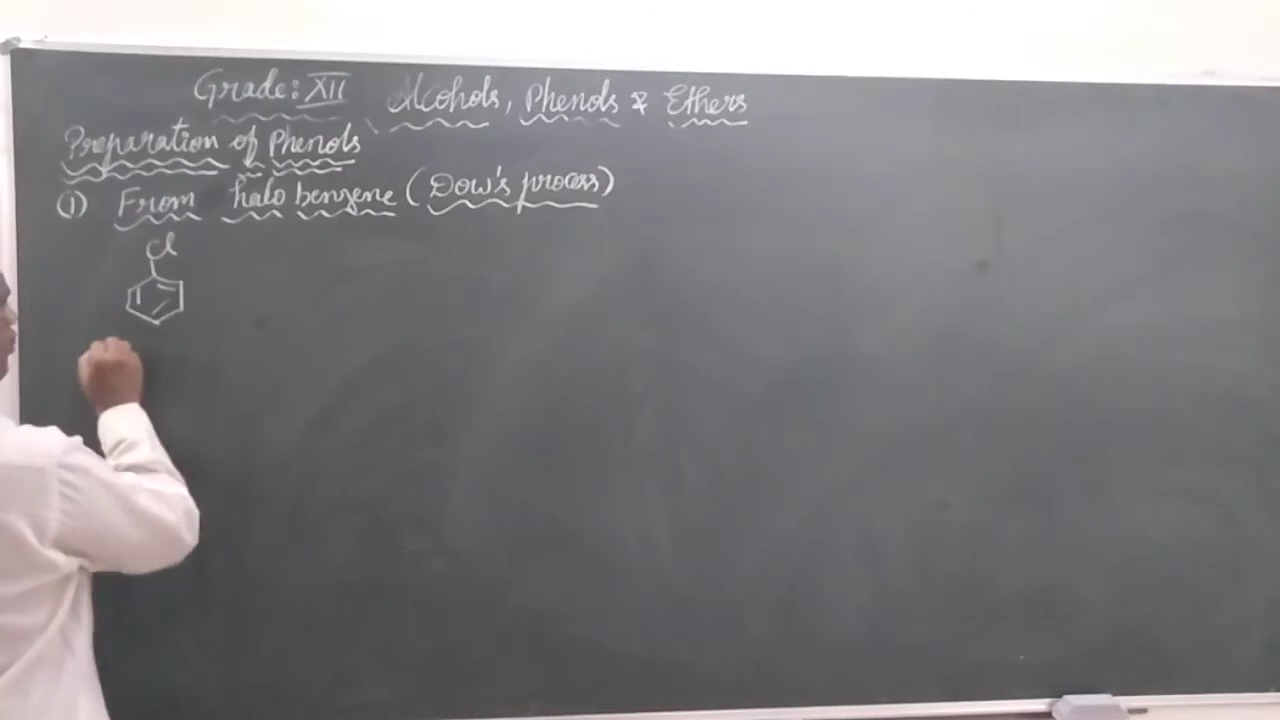 Grade: XII Alcohols, Phenols & Ethers
Preparation of Phenols
(1) From halo benzene (Dow's process)
Cl